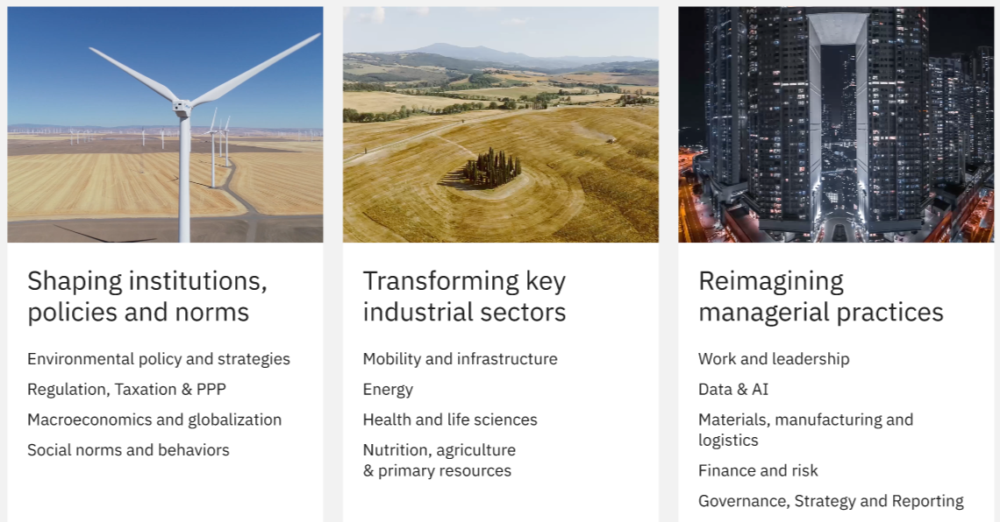 Shaping institutions,
policies and norms
Environmental policy and strategies
Regulation, Taxation & PPP
Macroeconomics and globalization
Social norms and behaviors
Transforming key
industrial sectors
Mobility and infrastructure
Energy
Health and life sciences
Nutrition, agriculture
& primary resources
Reimagining
managerial practices
Work and leadership
Data & AI
Materials, manufacturing and
logistics
Finance and risk
Governance, Strategy and Reporting